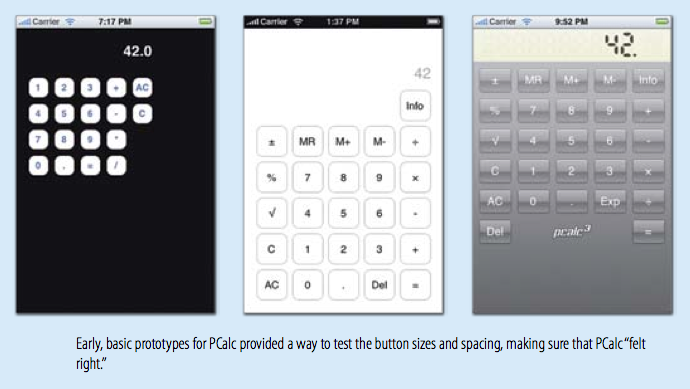 Carrier 7:17 PM
42.0
1 2 3 + AC
4 5 6 - C
7 8 9 *
0 . = /
Carrier 1:37 PM
42
Info
± MR M+ M- ÷
% 7 8 9 ×
√ 4 5 6 -
C 1 2 3 +
AC 0 . Del =
Carrier 9:52 PM
42.
± MR M+ M- Info
% 7 8 9 +
√ 4 5 6 -
C 1 2 3 ×
AC 0 . Exp ÷
Del pcalc³ =
Early, basic prototypes for PCalc provided a way to test the button sizes and spacing, making sure that PCalc “felt
right.”